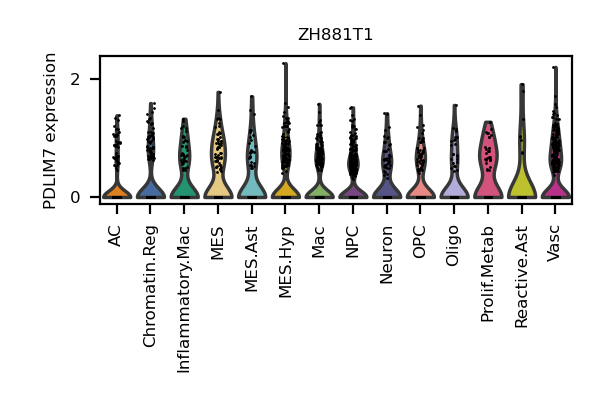 ZH881T1
PDLIM7 expression
2
0
AC
Chromatin.Reg
Inflammatory.Mac
MES
MES.Ast
MES.Hyp
Mac
NPC
Neuron
OPC
Oligo
Prolif.Metab
Reactive.Ast
Vasc